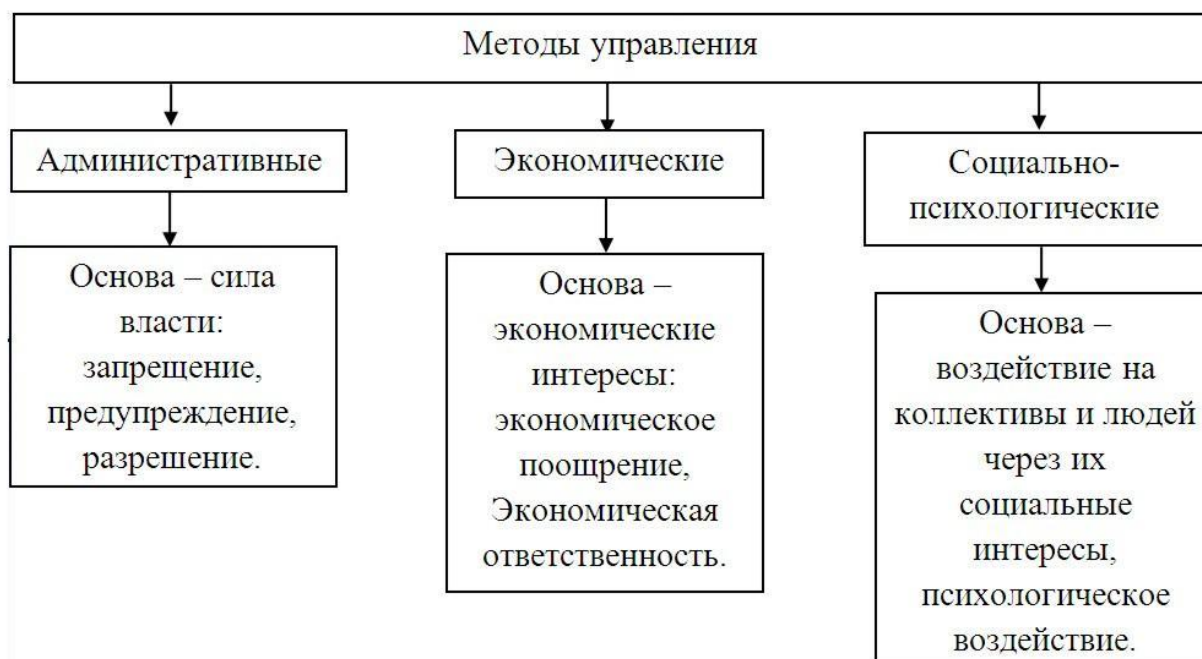 Методы управления
Административные
Экономические
Социально-
психологические
Основа – сила
власти:
запрещение,
предупреждение,
разрешение.
Основа –
экономические
интересы:
экономическое
поощрение,
Экономическая
ответственность.
Основа –
воздействие на
коллективы и людей
через их
социальные
интересы,
психологическое
воздействие.